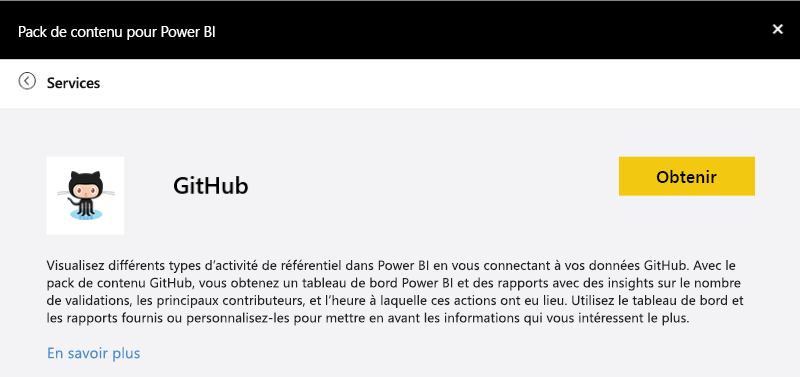 Pack de contenu pour Power BI
Services
GitHub
Obtenir
Visualisez différents types d'activité de référentiel dans Power BI en vous connectant à vos données GitHub. Avec le
pack de contenu GitHub, vous obtenez un tableau de bord Power BI et des rapports avec des insights sur le nombre
de validations, les principaux contributeurs, et l'heure à laquelle ces actions ont eu lieu. Utilisez le tableau de bord et
les rapports fournis ou personnalisez-les pour mettre en avant les informations qui vous intéressent le plus.
En savoir plus